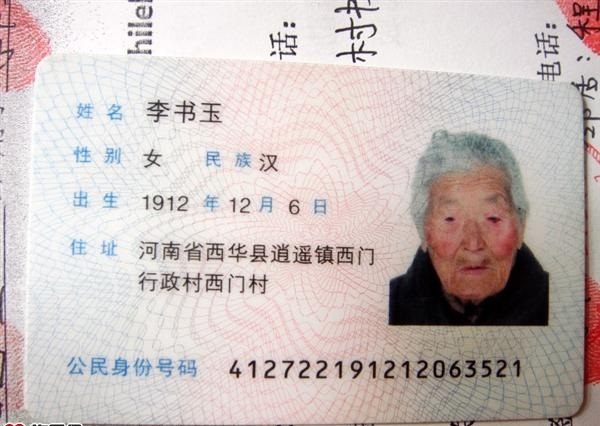 hile
话:
村
电话:
姓名 李书玉
性别 女 民族 汉
出生 1912 年 12 月 6 日
住址 河南省西华县逍遥镇西门
行政村西门村
公民身份号码 412722191212063521